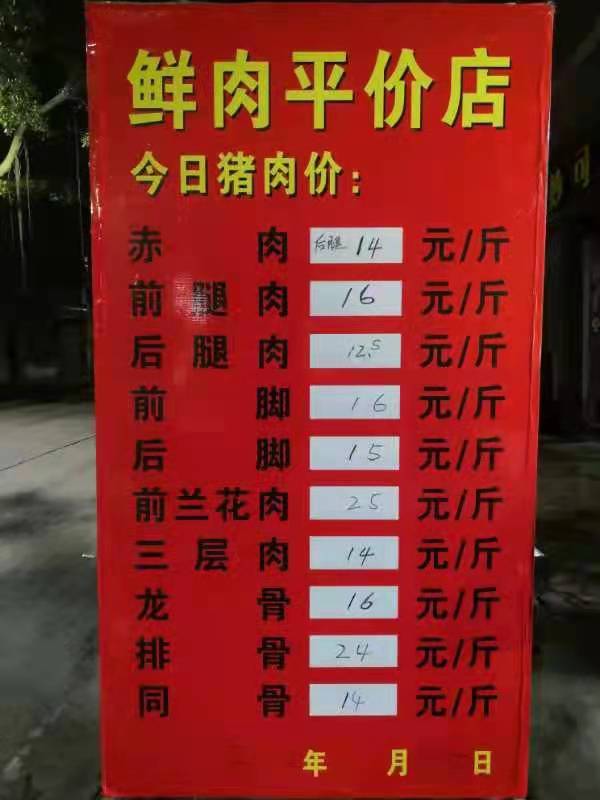 鲜肉平价店
今日猪肉价：
赤肉 后腿 14 元/斤
前腿肉 16 元/斤
后腿肉 12.5 元/斤
前脚 16 元/斤
后脚 15 元/斤
前兰花肉 25 元/斤
三层肉 14 元/斤
龙骨 16 元/斤
排骨 24 元/斤
同骨 14 元/斤
年 月 日
可